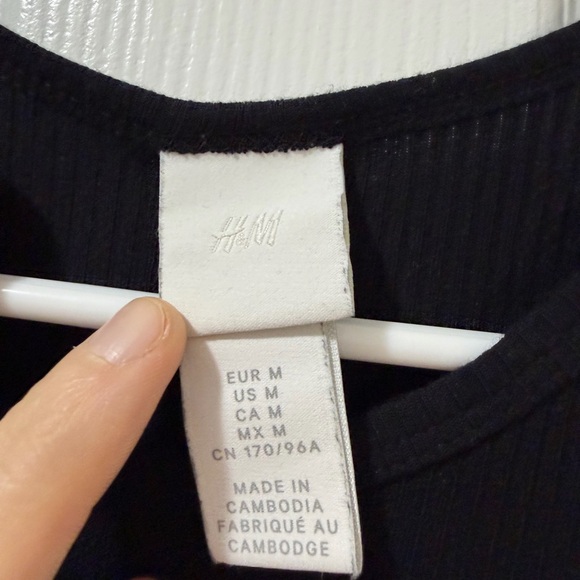 H&M
EUR M
US M
CA M
MX M
CN 170/96A
MADE IN
CAMBODIA
FABRIQUÉ AU
CAMBODGE